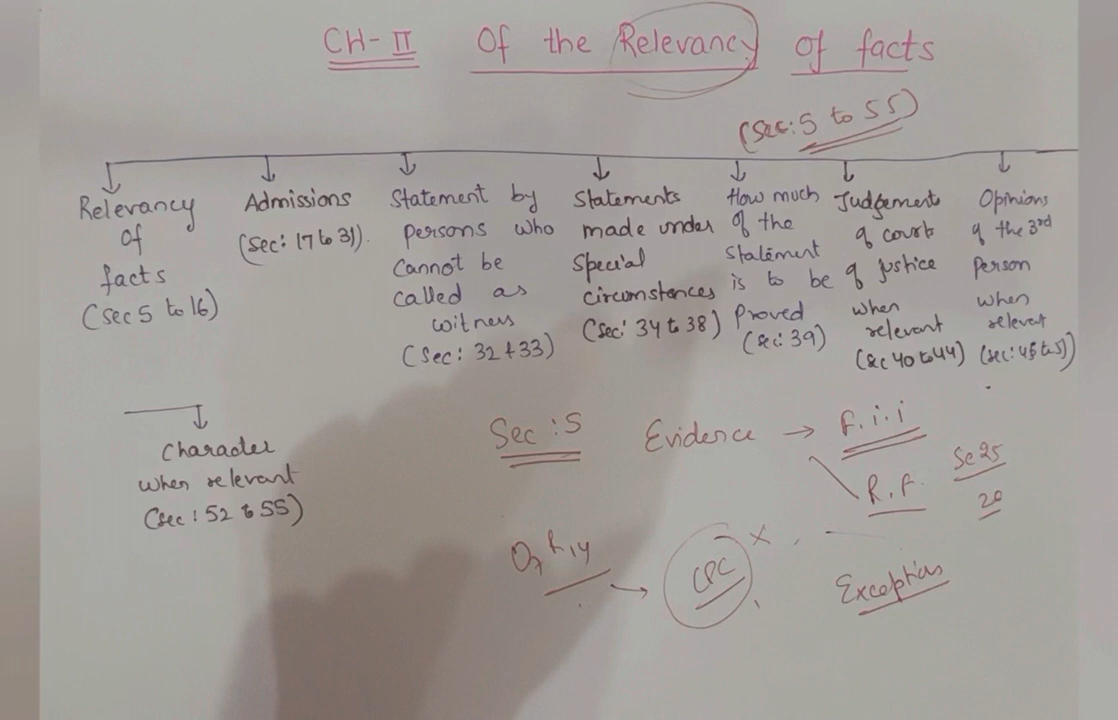 CH-II Of the Relevancy of facts
(Sec: 5 to 55)
Relevancy
of
facts
(sec 5 to 16)
Admissions
(Sec: 17 to 31).
Statement by
persons who
cannot be
called as
witness
(Sec: 32 & 33)
Statements
made under
special
circumstances
(Sec: 34 to 38)
How much
of the
statement
is to be
Proved
(sec: 39)
Judgement
of courts
of justice
when
relevant
(sec 40 to 44)
Opinions
of the 3rd
Person
when
relevant
(sec: 45 to 51)
Character
when relevant
(sec: 52 to 55)
Sec: 5 Evidence → F.i.i
R.F.
Sec 25
20
O7 R14 → CPC x
Exceptions